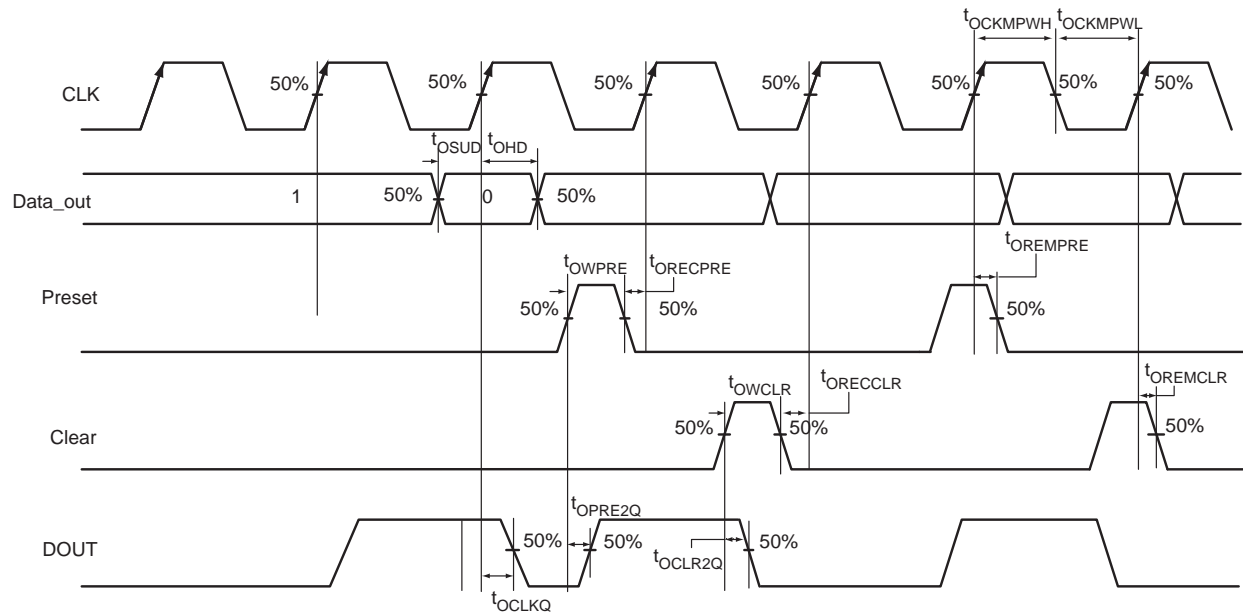 tOCKMPWH tOCKMPWL
CLK 50% 50% 50% 50% 50% 50% 50%
tOSUD tOHD
Data_out 1 50% 0 50%
tOREMPRE
tOWPRE tORECPRE
Preset 50% 50% 50%
tOREMCLR
tOWCLR tORECCLR
Clear 50% 50% 50%
tOPRE2Q
DOUT 50% 50% 50%
tOCLR2Q
tOCLKQ